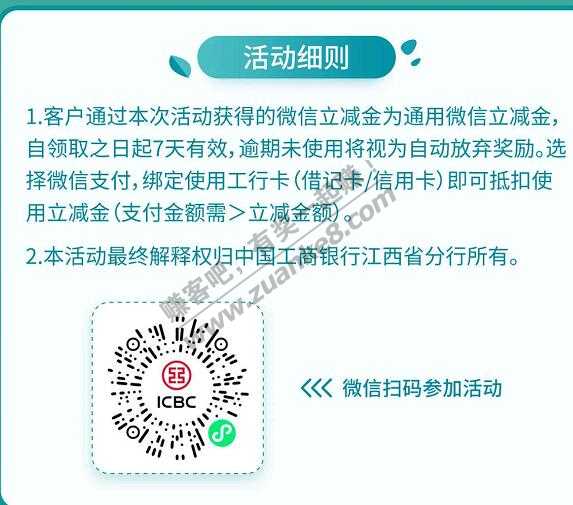 活动细则
1.客户通过本次活动获得的微信立减金为通用微信立减金，
自领取之日起7天有效，逾期未使用将视为自动放弃奖励。选
择微信支付，绑定使用工行卡（借记卡/信用卡）即可抵扣使
用立减金（支付金额需＞立减金额）。
2.本活动最终解释权归中国工商银行江西省分行所有。
赚客吧，有奖一起赚！
www.zuanke8.com
ICBC
微信扫码参加活动